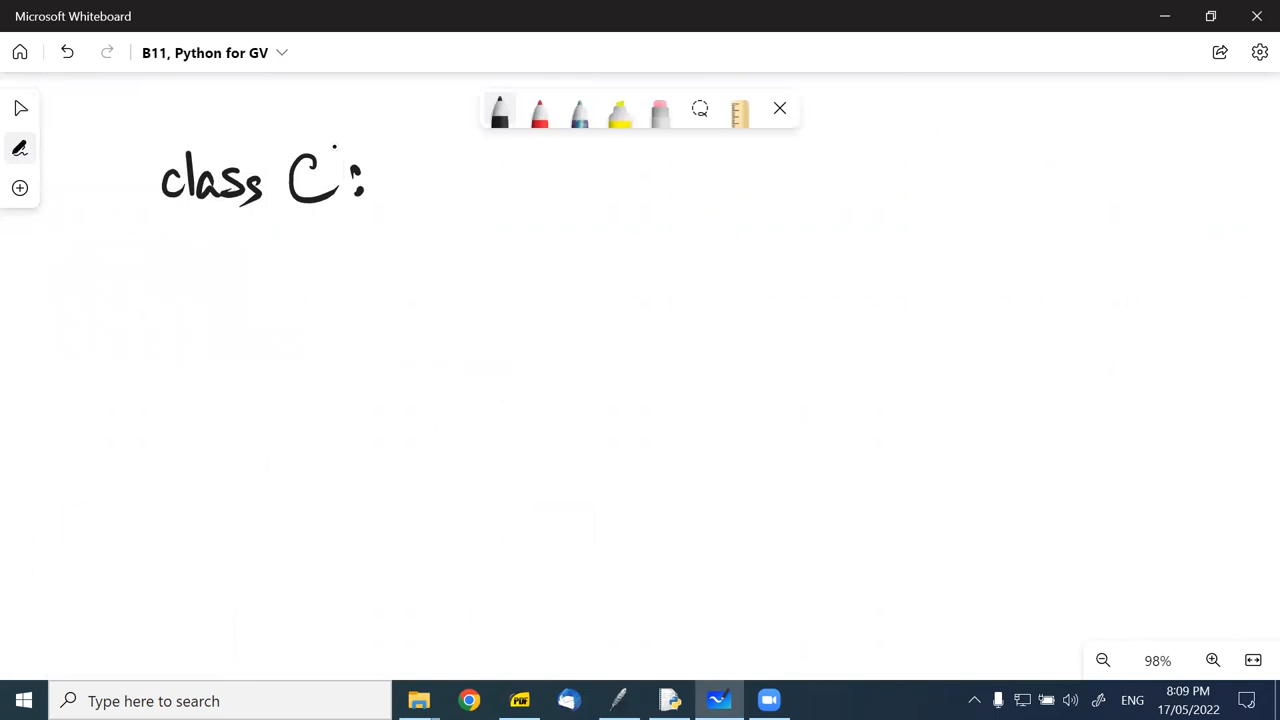 Microsoft Whiteboard
B11, Python for GV
class C:
98%
Type here to search
PDF
ENG
8:09 PM
17/05/2022